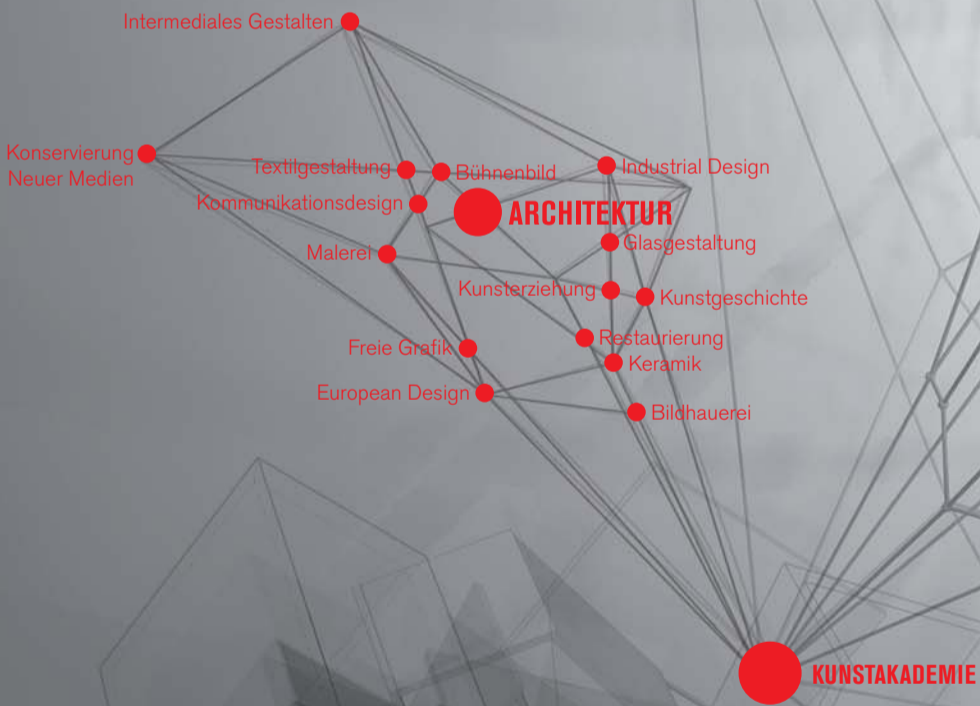 Intermediales Gestalten
Konservierung
Neuer Medien
Textilgestaltung
Bühnenbild
Industrial Design
Kommunikationsdesign
ARCHITEKTUR
Malerei
Glasgestaltung
Kunsterziehung
Kunstgeschichte
Freie Grafik
Restaurierung
Keramik
European Design
Bildhauerei
KUNSTAKADEMIE